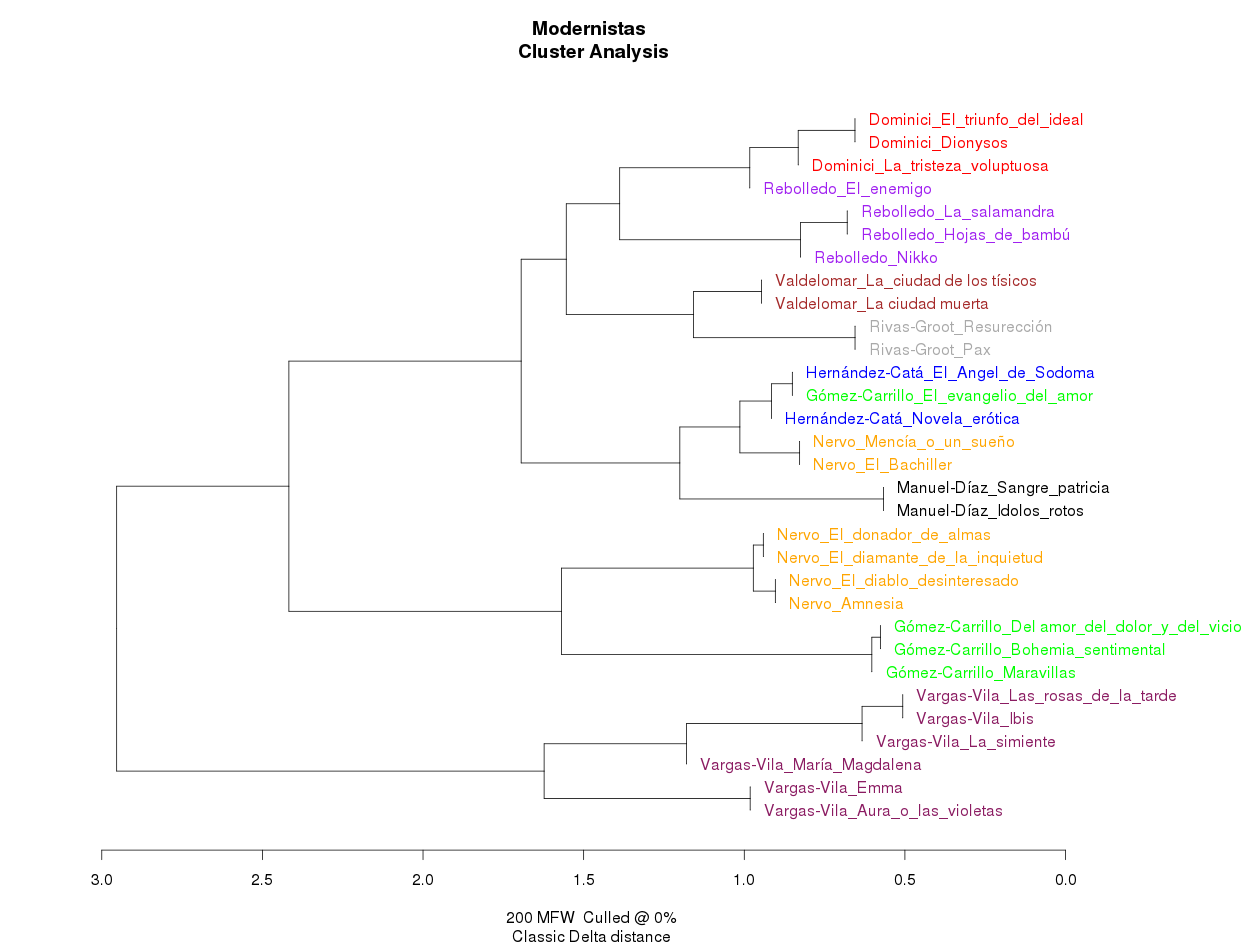 Modernistas
Cluster Analysis
Dominici_El_triunfo_del_ideal
Dominici_Dionysos
Dominici_La_tristeza_voluptuosa
Rebolledo_El_enemigo
Rebolledo_La_salamandra
Rebolledo_Hojas_de_bambú
Rebolledo_Nikko
Valdelomar_La_ciudad de los tísicos
Valdelomar_La ciudad muerta
Rivas-Groot_Resurección
Rivas-Groot_Pax
Hernández-Catá_El_Angel_de_Sodoma
Gómez-Carrillo_El_evangelio_del_amor
Hernández-Catá_Novela_erótica
Nervo_Mencía_o_un_sueño
Nervo_El_Bachiller
Manuel-Díaz_Sangre_patricia
Manuel-Díaz_Idolos_rotos
Nervo_El_donador_de_almas
Nervo_El_diamante_de_la_inquietud
Nervo_El_diablo_desinteresado
Nervo_Amnesia
Gómez-Carrillo_Del amor_del_dolor_y_del_vicio
Gómez-Carrillo_Bohemia_sentimental
Gómez-Carrillo_Maravillas
Vargas-Vila_Las_rosas_de_la_tarde
Vargas-Vila_Ibis
Vargas-Vila_La_simiente
Vargas-Vila_María_Magdalena
Vargas-Vila_Emma
Vargas-Vila_Aura_o_las_violetas
3.0 2.5 2.0 1.5 1.0 0.5 0.0
200 MFW Culled @ 0%
Classic Delta distance